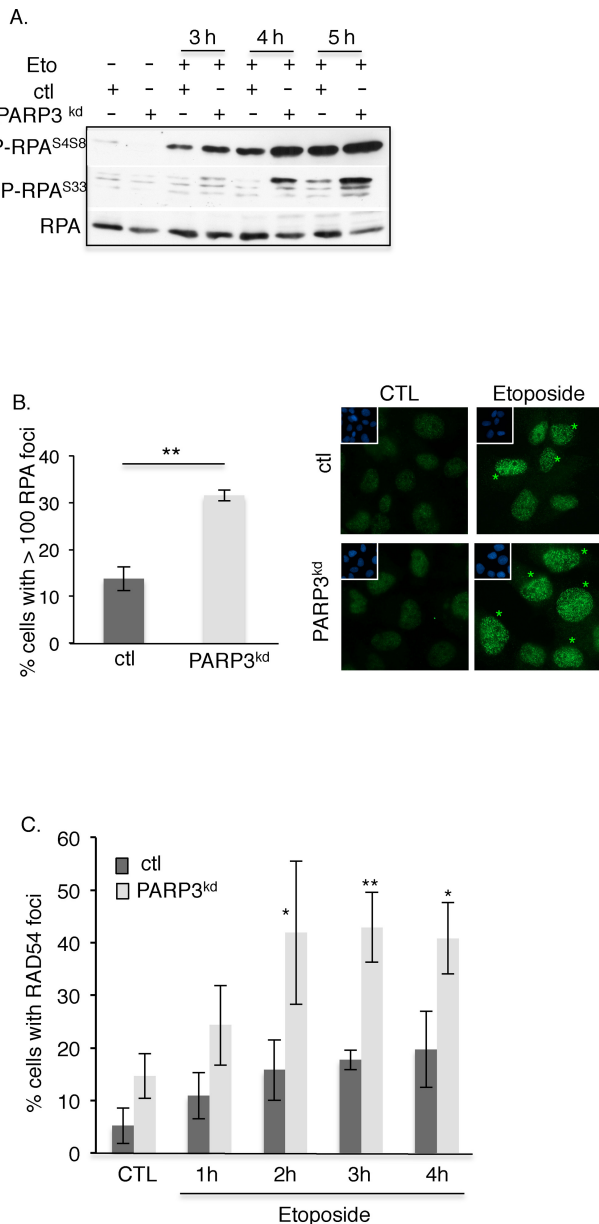 A.
3 h 4 h 5 h
Eto – – + + + + + +
ctl + – + – + – + –
PARP3 kd – + – + – + – +
P-RPAS4S8
P-RPAS33
RPA
B.
% cells with > 100 RPA foci
40
30
20
10
0
**
ctl PARP3kd
CTL Etoposide
ctl
* * *
PARP3kd
* * * * *
C.
% cells with RAD54 foci
60
50
40
30
20
10
0
ctl
PARP3kd
* ** *
CTL 1h 2h 3h 4h
Etoposide